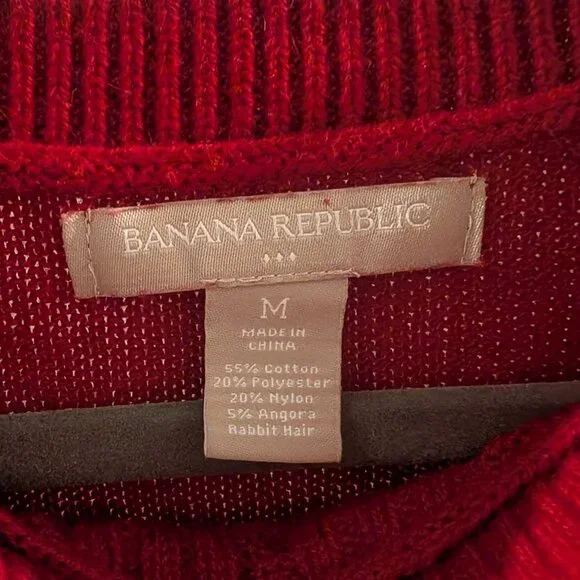 BANANA REPUBLIC
M
MADE IN
CHINA
55% Cotton
20% Polyester
20% Nylon
5% Angora
Rabbit Hair